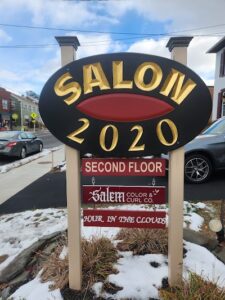 SALON
2020
SECOND FLOOR
Salem COLOR &
CURL CO.
HAIR IN THE CLOUDS